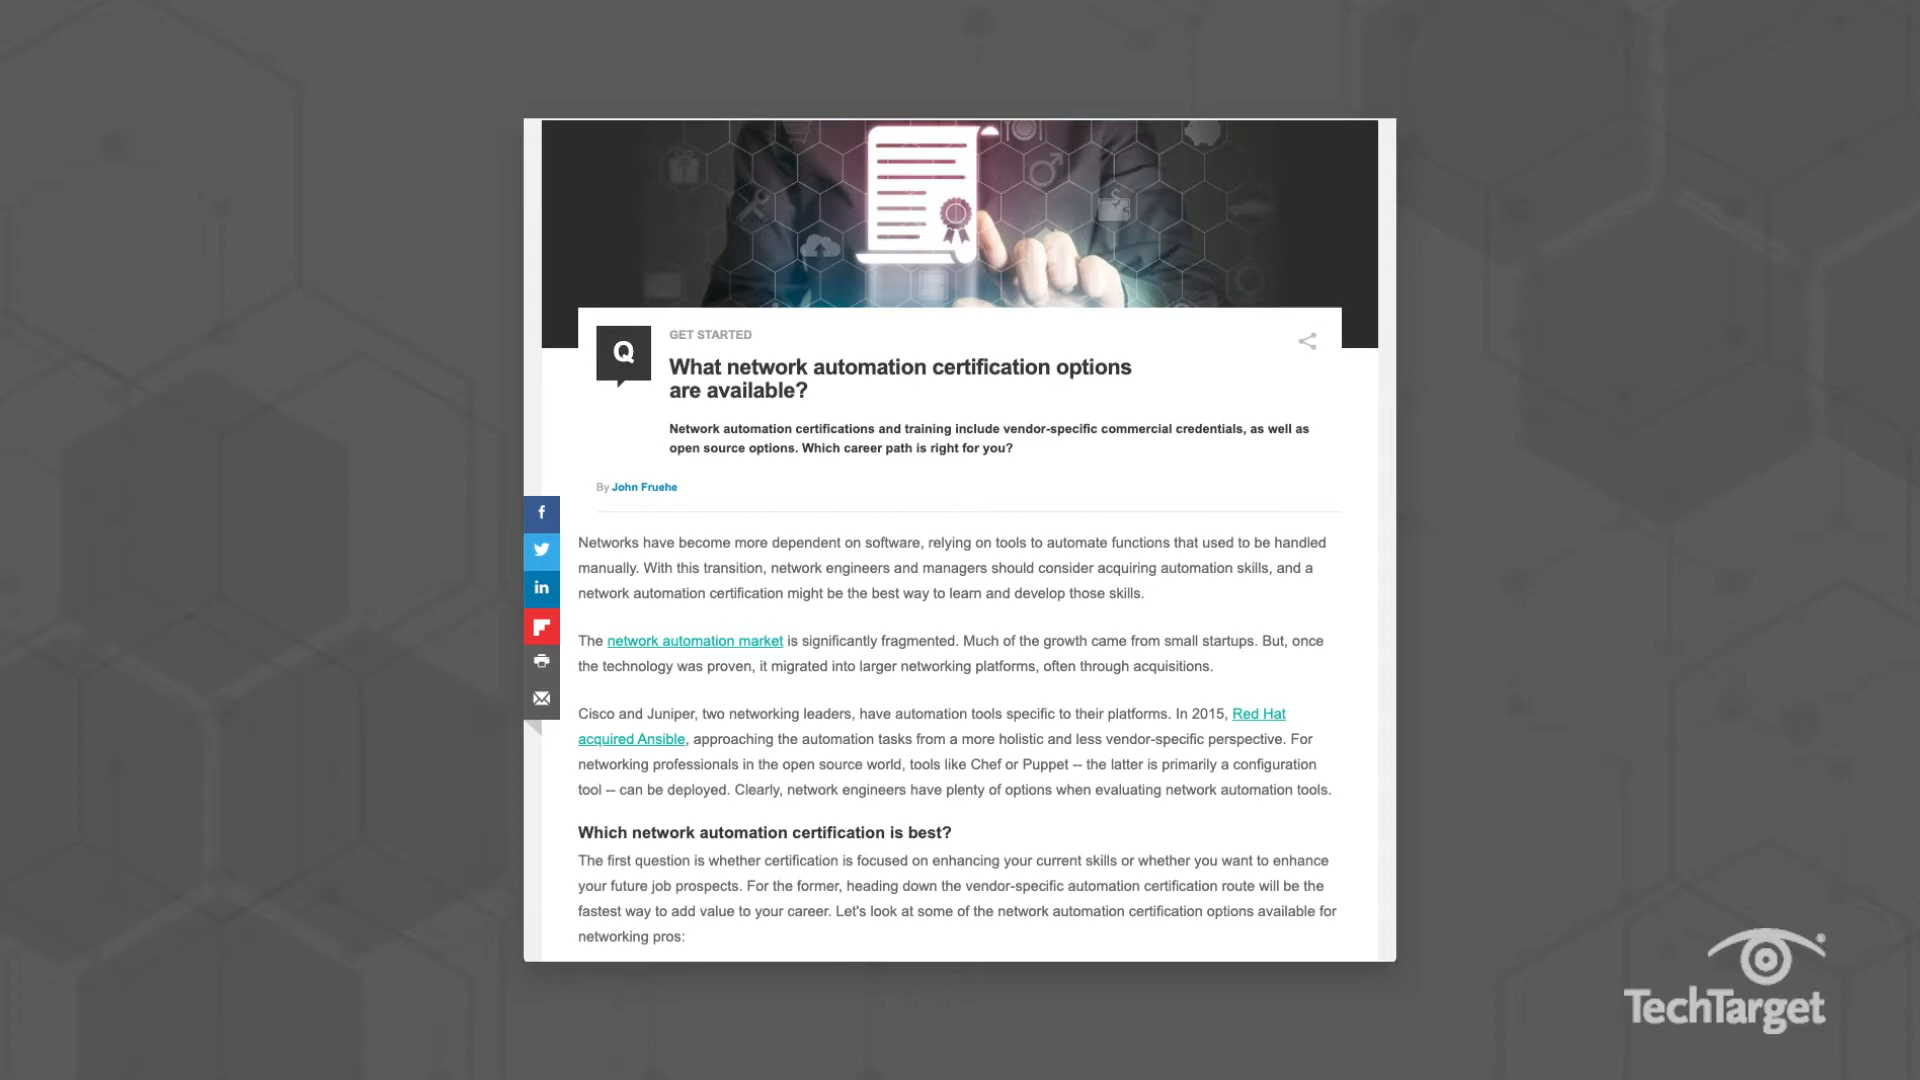 GET STARTED
Q
What network automation certification options
are available?
Network automation certifications and training include vendor-specific commercial credentials, as well as
open source options. Which career path is right for you?
By John Fruehe
f
in
Networks have become more dependent on software, relying on tools to automate functions that used to be handled
manually. With this transition, network engineers and managers should consider acquiring automation skills, and a
network automation certification might be the best way to learn and develop those skills.
The network automation market is significantly fragmented. Much of the growth came from small startups. But, once
the technology was proven, it migrated into larger networking platforms, often through acquisitions.
Cisco and Juniper, two networking leaders, have automation tools specific to their platforms. In 2015, Red Hat
acquired Ansible, approaching the automation tasks from a more holistic and less vendor-specific perspective. For
networking professionals in the open source world, tools like Chef or Puppet -- the latter is primarily a configuration
tool -- can be deployed. Clearly, network engineers have plenty of options when evaluating network automation tools.
Which network automation certification is best?
The first question is whether certification is focused on enhancing your current skills or whether you want to enhance
your future job prospects. For the former, heading down the vendor-specific automation certification route will be the
fastest way to add value to your career. Let's look at some of the network automation certification options available for
networking pros:
TechTarget